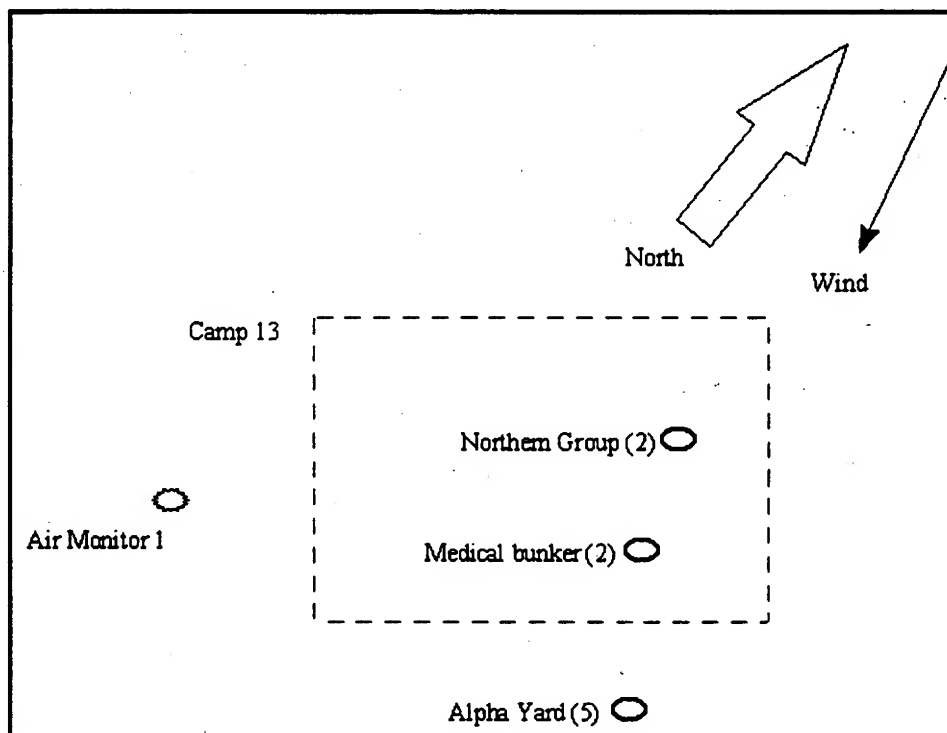 North
Wind
Camp 13
Northern Group (2)
Air Monitor 1
Medical bunker (2)
Alpha Yard (5)